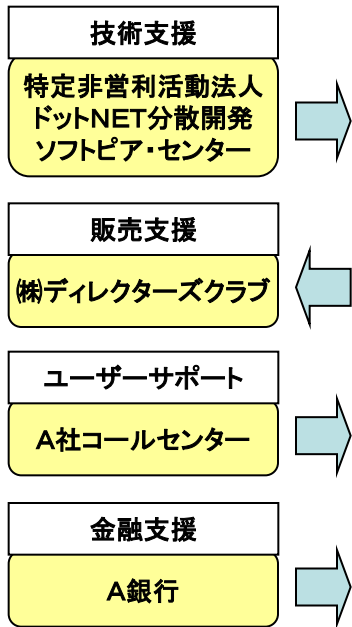 技術支援
特定非営利活動法人
ドットNET分散開発
ソフトピア・センター
販売支援
㈱ディレクターズクラブ
ユーザーサポート
A社コールセンター
金融支援
A銀行